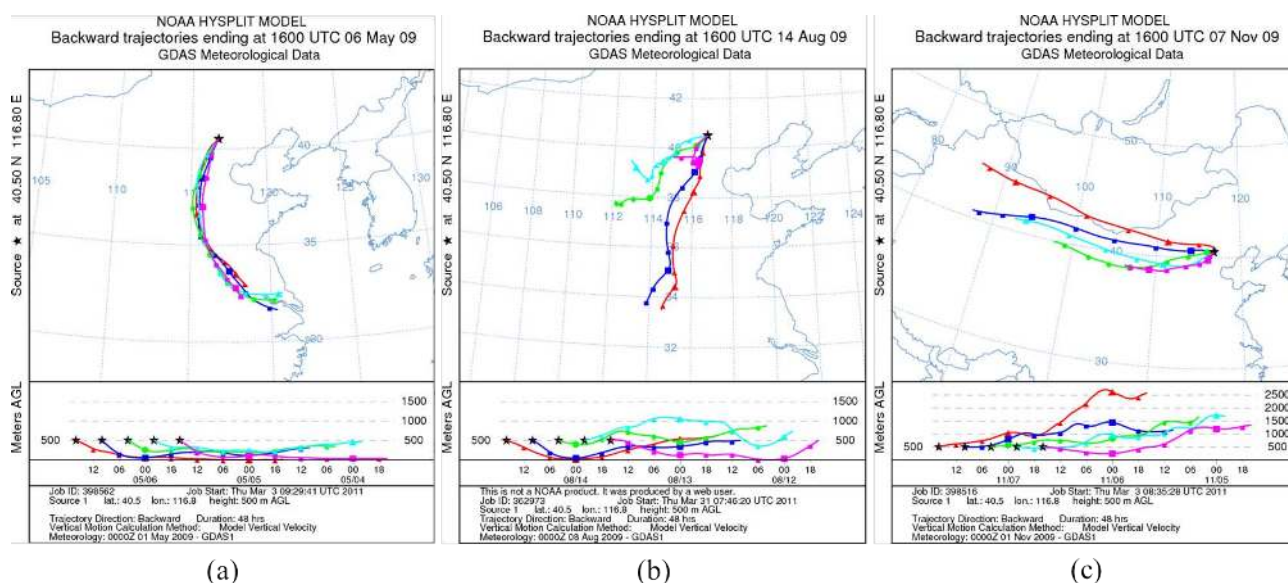 NOAA HYSPLIT MODEL
Backward trajectories ending at 1600 UTC 06 May 09
GDAS Meteorological Data
Source ★ at 40.50 N 116.80 E
105
110
120
125
130
40
35
30
Meters AGL
1500
1000
500
500
12 06 00 18 12 06 00 18 12 06 00 18
05/06 05/05 05/04
Job ID: 398562 Job Start: Thu Mar 3 09:29:41 UTC 2011
Source 1 lat.: 40.5 lon.: 116.8 height: 500 m AGL
Trajectory Direction: Backward Duration: 48 hrs
Vertical Motion Calculation Method: Model Vertical Velocity
Meteorology: 0000Z 01 May 2009 - GDAS1
(a)
NOAA HYSPLIT MODEL
Backward trajectories ending at 1600 UTC 14 Aug 09
GDAS Meteorological Data
Source ★ at 40.50 N 116.80 E
42
40
106 108 110 112 114 116 118 120 122 124
34
32
Meters AGL
1500
1000
500
500
12 06 00 18 12 06 00 18 12 06 00 18
08/14 08/13 08/12
This is not a NOAA product. It was produced by a web user.
Job ID: 362973 Job Start: Thu Mar 31 07:46:20 UTC 2011
Source 1 lat.: 40.5 lon.: 116.8 height: 500 m AGL
Trajectory Direction: Backward Duration: 48 hrs
Vertical Motion Calculation Method: Model Vertical Velocity
Meteorology: 0000Z 08 Aug 2009 - GDAS1
(b)
NOAA HYSPLIT MODEL
Backward trajectories ending at 1600 UTC 07 Nov 09
GDAS Meteorological Data
Source ★ at 40.50 N 116.80 E
80
90
100
110
120
40
30
Meters AGL
2500
2000
1500
1000
500
500
12 06 00 18 12 06 00 18 12 06 00 18
11/07 11/06 11/05
Job ID: 398516 Job Start: Thu Mar 3 08:35:28 UTC 2011
Source 1 lat.: 40.5 lon.: 116.8 height: 500 m AGL
Trajectory Direction: Backward Duration: 48 hrs
Vertical Motion Calculation Method: Model Vertical Velocity
Meteorology: 0000Z 01 Nov 2009 - GDAS1
(c)